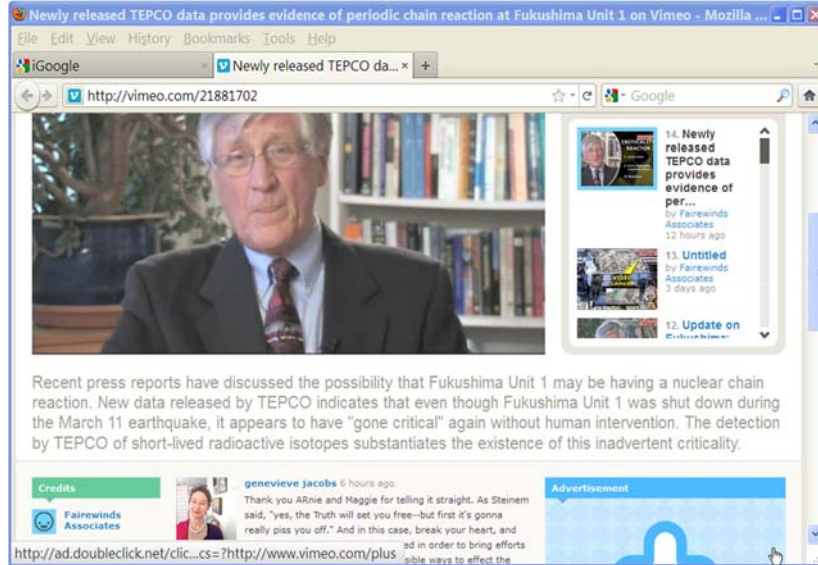 Newly released TEPCO data provides evidence of periodic chain reaction at Fukushima Unit 1 on Vimeo - Mozilla ...
File Edit View History Bookmarks Tools Help
iGoogle
Newly released TEPCO da...
http://vimeo.com/21881702
Google
14. Newly
released
TEPCO data
provides
evidence of
per...
by Fairewinds
Associates
12 hours ago
13. Untitled
by Fairewinds
Associates
3 days ago
12. Update on
Fukushima:
Recent press reports have discussed the possibility that Fukushima Unit 1 may be having a nuclear chain
reaction. New data released by TEPCO indicates that even though Fukushima Unit 1 was shut down during
the March 11 earthquake, it appears to have "gone critical" again without human intervention. The detection
by TEPCO of short-lived radioactive isotopes substantiates the existence of this inadvertent criticality.
Credits
Fairewinds
Associates
genevieve jacobs 6 hours ago
Thank you ARnie and Maggie for telling it straight. As Steinem
said, "yes, the Truth will set you free--but first it's gonna
really piss you off." And in this case, break your heart, and
ed in order to bring efforts
sible ways to effect the
Advertisement
http://ad.doubleclick.net/clic...cs=?http://www.vimeo.com/plus